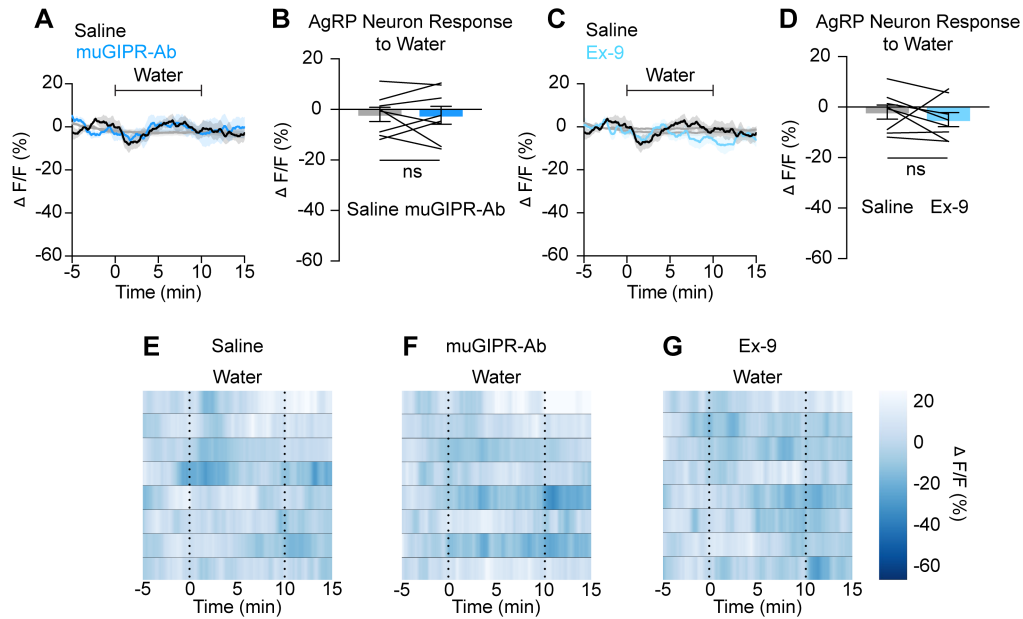 A
Saline
muGIPR-Ab
Water
Δ F/F (%)
20
0
-20
-40
-60
-5 0 5 10 15
Time (min)
B
AgRP Neuron Response
to Water
Δ F/F (%)
20
0
-20
-40
-60
ns
Saline muGIPR-Ab
C
Saline
Ex-9
Water
Δ F/F (%)
20
0
-20
-40
-60
-5 0 5 10 15
Time (min)
D
AgRP Neuron Response
to Water
Δ F/F (%)
20
0
-20
-40
-60
ns
Saline Ex-9
E
Saline
Water
-5 0 5 10 15
Time (min)
F
muGIPR-Ab
Water
-5 0 5 10 15
Time (min)
G
Ex-9
Water
-5 0 5 10 15
Time (min)
20
0
-20
-40
-60
Δ F/F (%)